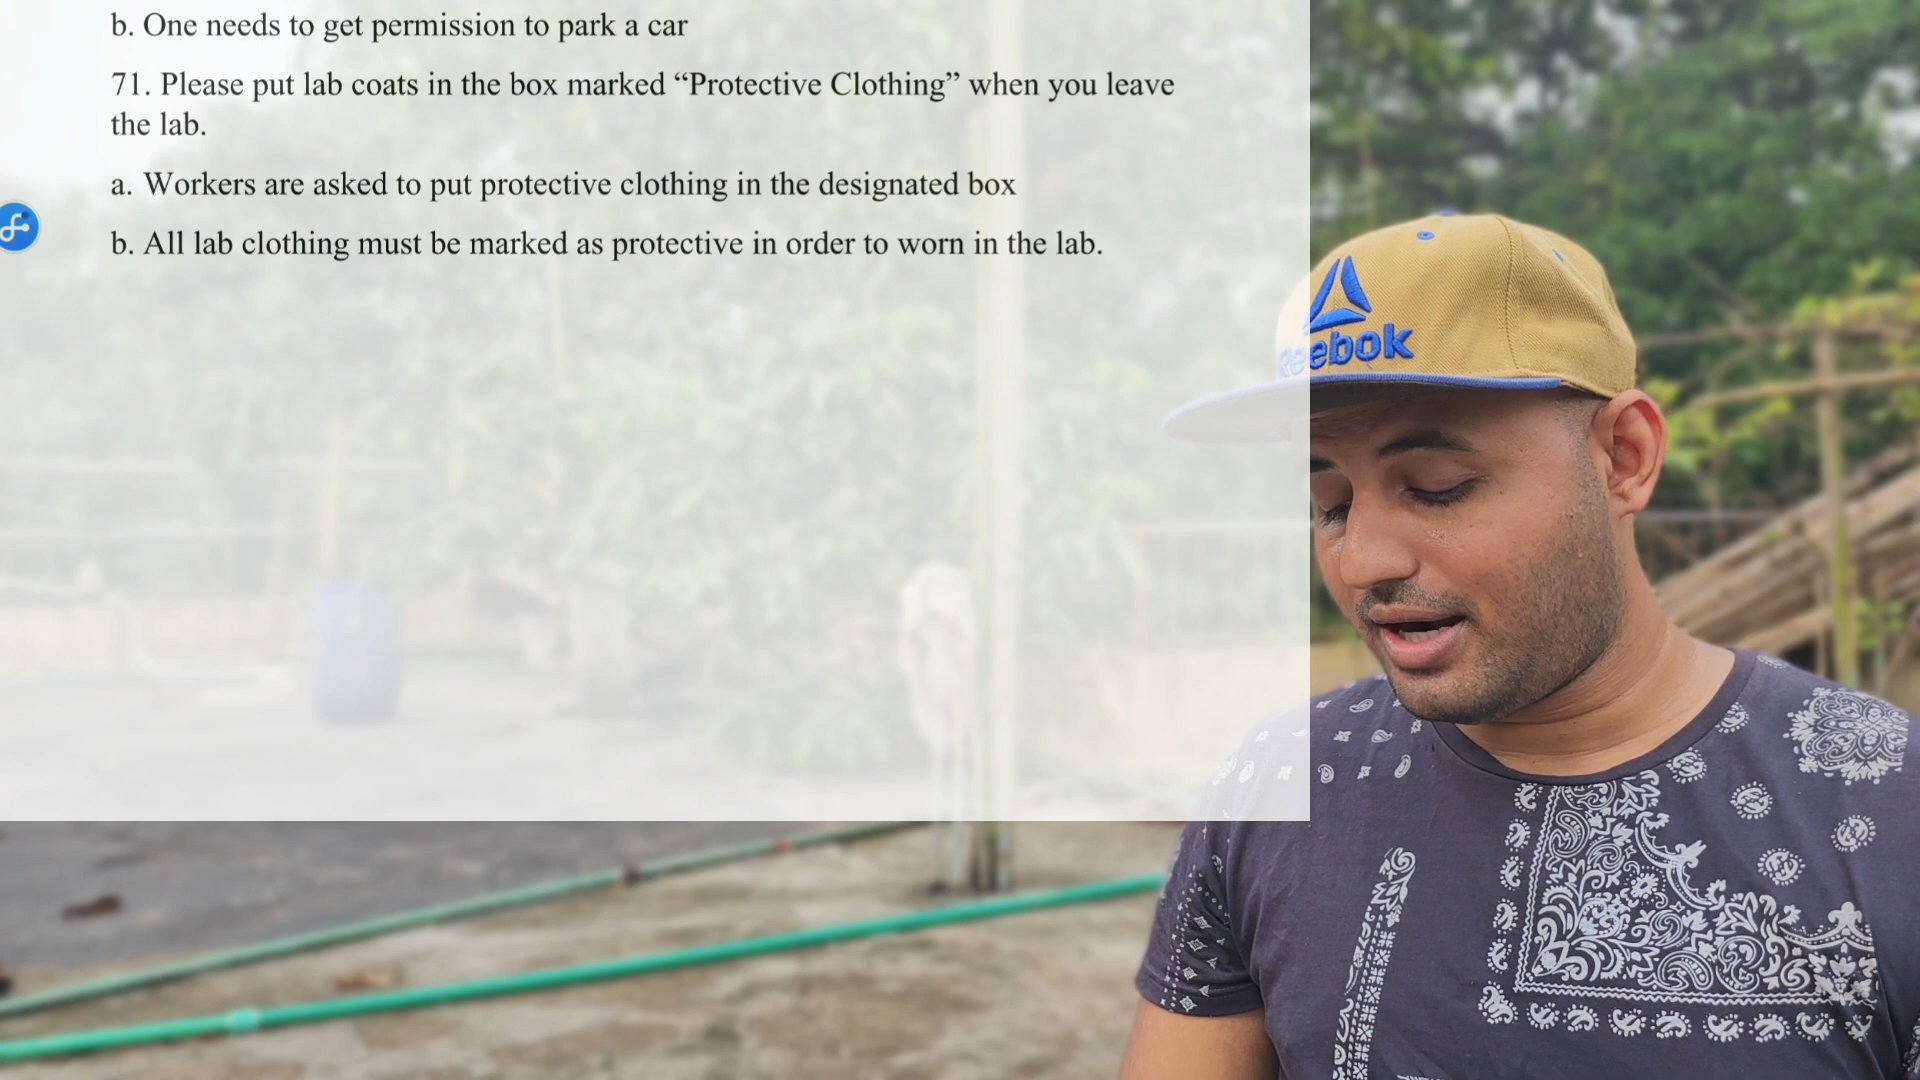 b. One needs to get permission to park a car
71. Please put lab coats in the box marked “Protective Clothing” when you leave
the lab.
a. Workers are asked to put protective clothing in the designated box
b. All lab clothing must be marked as protective in order to worn in the lab.
Reebok